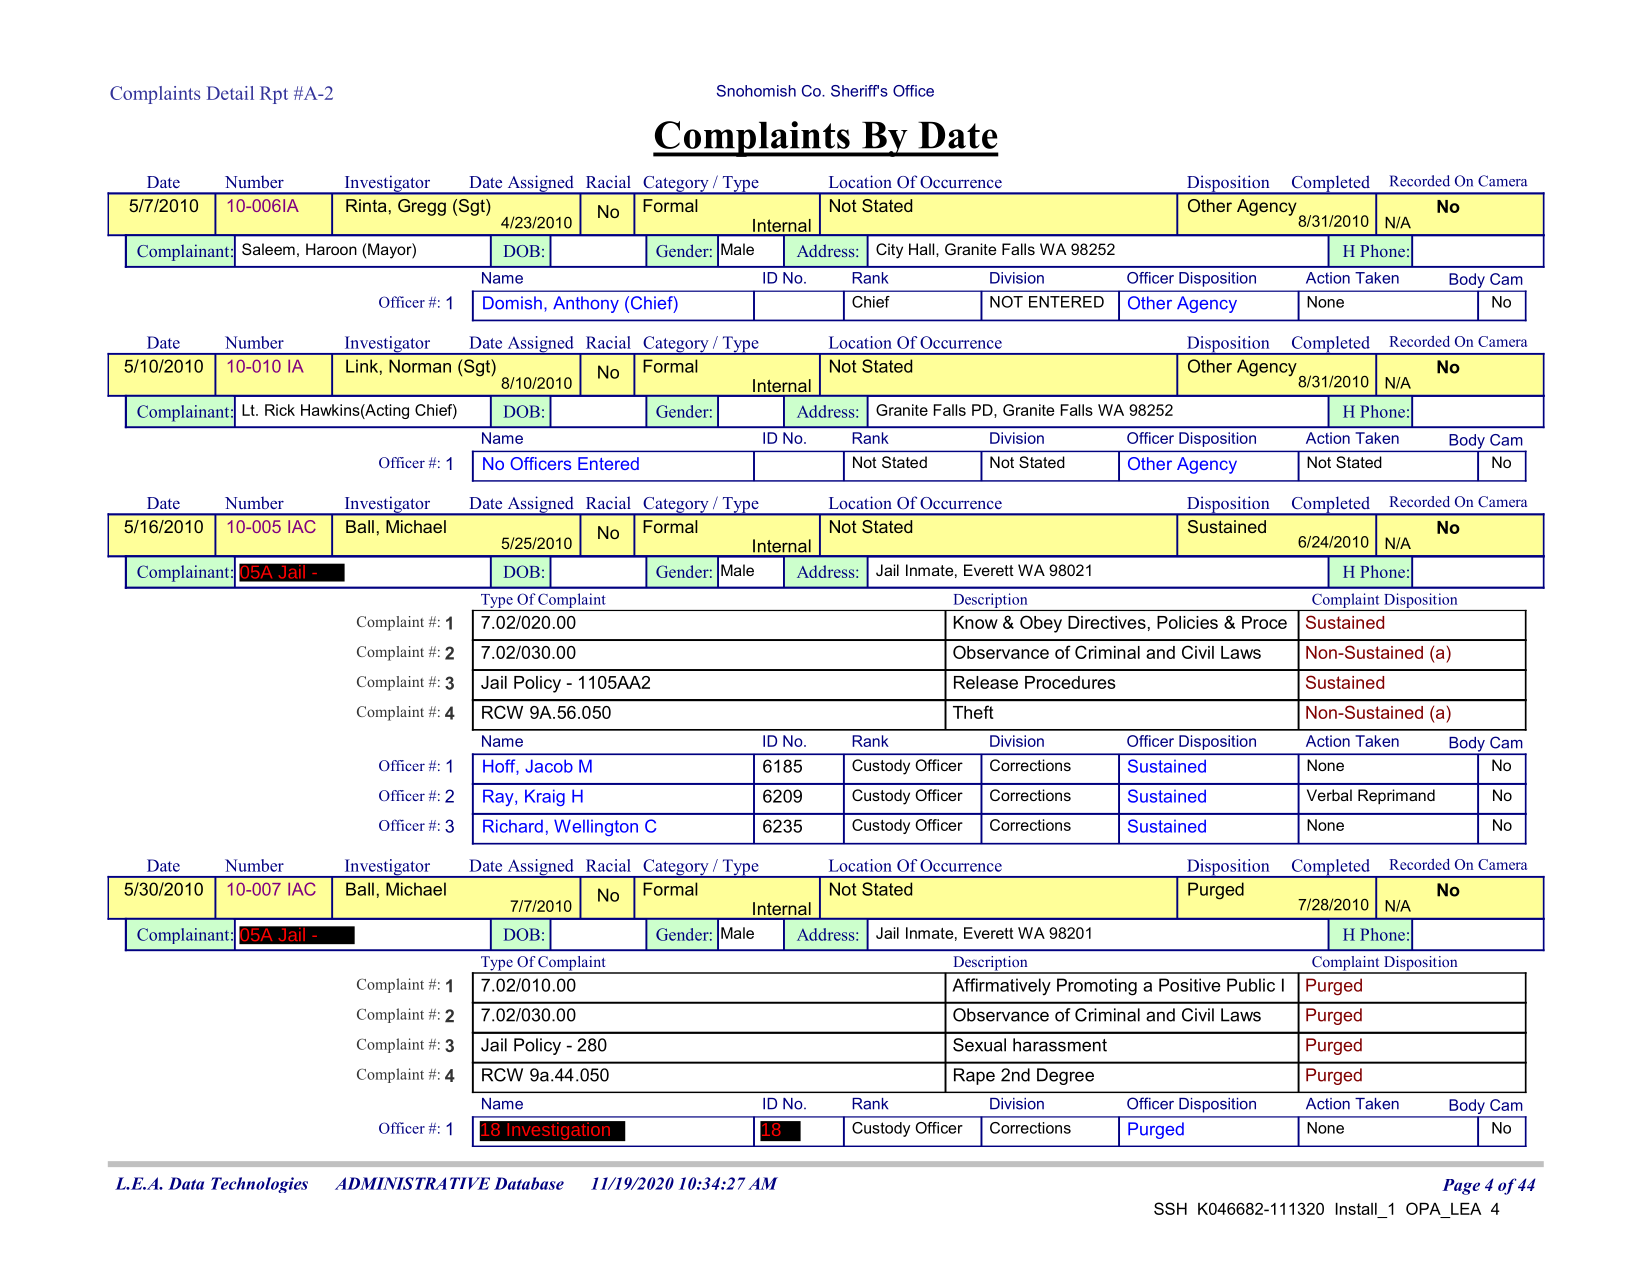 Complaints Detail Rpt #A-2
Snohomish Co. Sheriff's Office
Complaints By Date
Date Number Investigator Date Assigned Racial Category / Type Location Of Occurrence Disposition Completed Recorded On Camera
5/7/2010 10-006IA Rinta, Gregg (Sgt) 4/23/2010 No Formal Internal Not Stated Other Agency 8/31/2010 N/A No
Complainant: Saleem, Haroon (Mayor) DOB: Gender: Male Address: City Hall, Granite Falls WA 98252 H Phone:
Name ID No. Rank Division Officer Disposition Action Taken Body Cam
Officer #: 1 Domish, Anthony (Chief) Chief NOT ENTERED Other Agency None No
Date Number Investigator Date Assigned Racial Category / Type Location Of Occurrence Disposition Completed Recorded On Camera
5/10/2010 10-010 IA Link, Norman (Sgt) 8/10/2010 No Formal Internal Not Stated Other Agency 8/31/2010 N/A No
Complainant: Lt. Rick Hawkins(Acting Chief) DOB: Gender: Address: Granite Falls PD, Granite Falls WA 98252 H Phone:
Name ID No. Rank Division Officer Disposition Action Taken Body Cam
Officer #: 1 No Officers Entered Not Stated Not Stated Other Agency Not Stated No
Date Number Investigator Date Assigned Racial Category / Type Location Of Occurrence Disposition Completed Recorded On Camera
5/16/2010 10-005 IAC Ball, Michael 5/25/2010 No Formal Internal Not Stated Sustained 6/24/2010 N/A No
Complainant: 05A Jail - DOB: Gender: Male Address: Jail Inmate, Everett WA 98021 H Phone:
Type Of Complaint Description Complaint Disposition
Complaint #: 1 7.02/020.00 Know & Obey Directives, Policies & Proce Sustained
Complaint #: 2 7.02/030.00 Observance of Criminal and Civil Laws Non-Sustained (a)
Complaint #: 3 Jail Policy - 1105AA2 Release Procedures Sustained
Complaint #: 4 RCW 9A.56.050 Theft Non-Sustained (a)
Name ID No. Rank Division Officer Disposition Action Taken Body Cam
Officer #: 1 Hoff, Jacob M 6185 Custody Officer Corrections Sustained None No
Officer #: 2 Ray, Kraig H 6209 Custody Officer Corrections Sustained Verbal Reprimand No
Officer #: 3 Richard, Wellington C 6235 Custody Officer Corrections Sustained None No
Date Number Investigator Date Assigned Racial Category / Type Location Of Occurrence Disposition Completed Recorded On Camera
5/30/2010 10-007 IAC Ball, Michael 7/7/2010 No Formal Internal Not Stated Purged 7/28/2010 N/A No
Complainant: 05A Jail - DOB: Gender: Male Address: Jail Inmate, Everett WA 98201 H Phone:
Type Of Complaint Description Complaint Disposition
Complaint #: 1 7.02/010.00 Affirmatively Promoting a Positive Public I Purged
Complaint #: 2 7.02/030.00 Observance of Criminal and Civil Laws Purged
Complaint #: 3 Jail Policy - 280 Sexual harassment Purged
Complaint #: 4 RCW 9a.44.050 Rape 2nd Degree Purged
Name ID No. Rank Division Officer Disposition Action Taken Body Cam
Officer #: 1 18 Investigation 18 Custody Officer Corrections Purged None No
L.E.A. Data Technologies ADMINISTRATIVE Database 11/19/2020 10:34:27 AM Page 4 of 44
SSH K046682-111320 Install_1 OPA_LEA 4